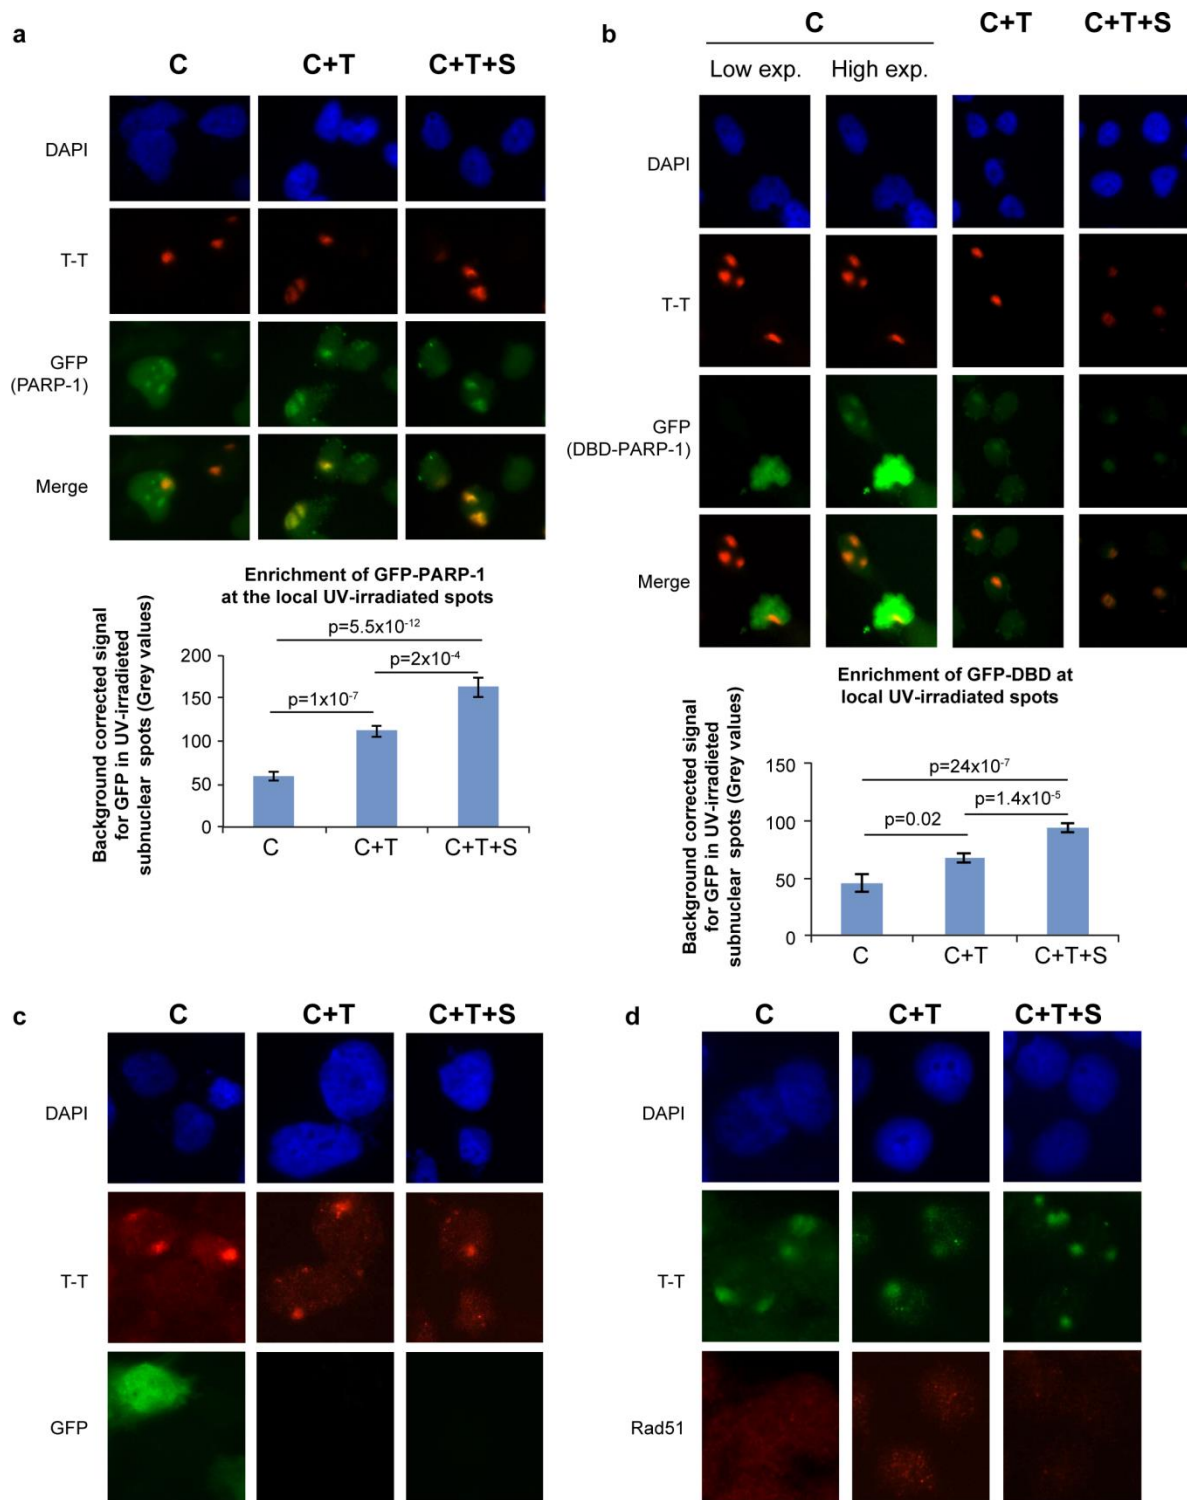 a
C C+T C+T+S
DAPI
T-T
GFP
(PARP-1)
Merge
Enrichment of GFP-PARP-1
at the local UV-irradiated spots
Background corrected signal
for GFP in UV-irradieted
subnuclear spots (Grey values)
p=5.5x10⁻¹²
p=2x10⁻⁴
p=1x10⁻⁷
200
150
100
50
0
C C+T C+T+S
b
C C+T C+T+S
Low exp. High exp.
DAPI
T-T
GFP
(DBD-PARP-1)
Merge
Enrichment of GFP-DBD at
local UV-irradiated spots
Background corrected signal
for GFP in UV-irradieted
subnuclear spots (Grey values)
p=24x10⁻⁷
p=1.4x10⁻⁵
p=0.02
150
100
50
0
C C+T C+T+S
c
C C+T C+T+S
DAPI
T-T
GFP
d
C C+T C+T+S
DAPI
T-T
Rad51